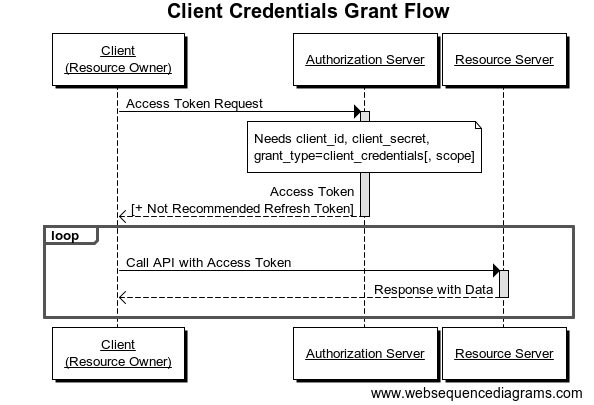 Client Credentials Grant Flow
Client
(Resource Owner)
Authorization Server
Resource Server
Access Token Request
Needs client_id, client_secret,
grant_type=client_credentials[, scope]
Access Token
[+ Not Recommended Refresh Token]
loop
Call API with Access Token
Response with Data
Client
(Resource Owner)
Authorization Server
Resource Server
www.websequencediagrams.com